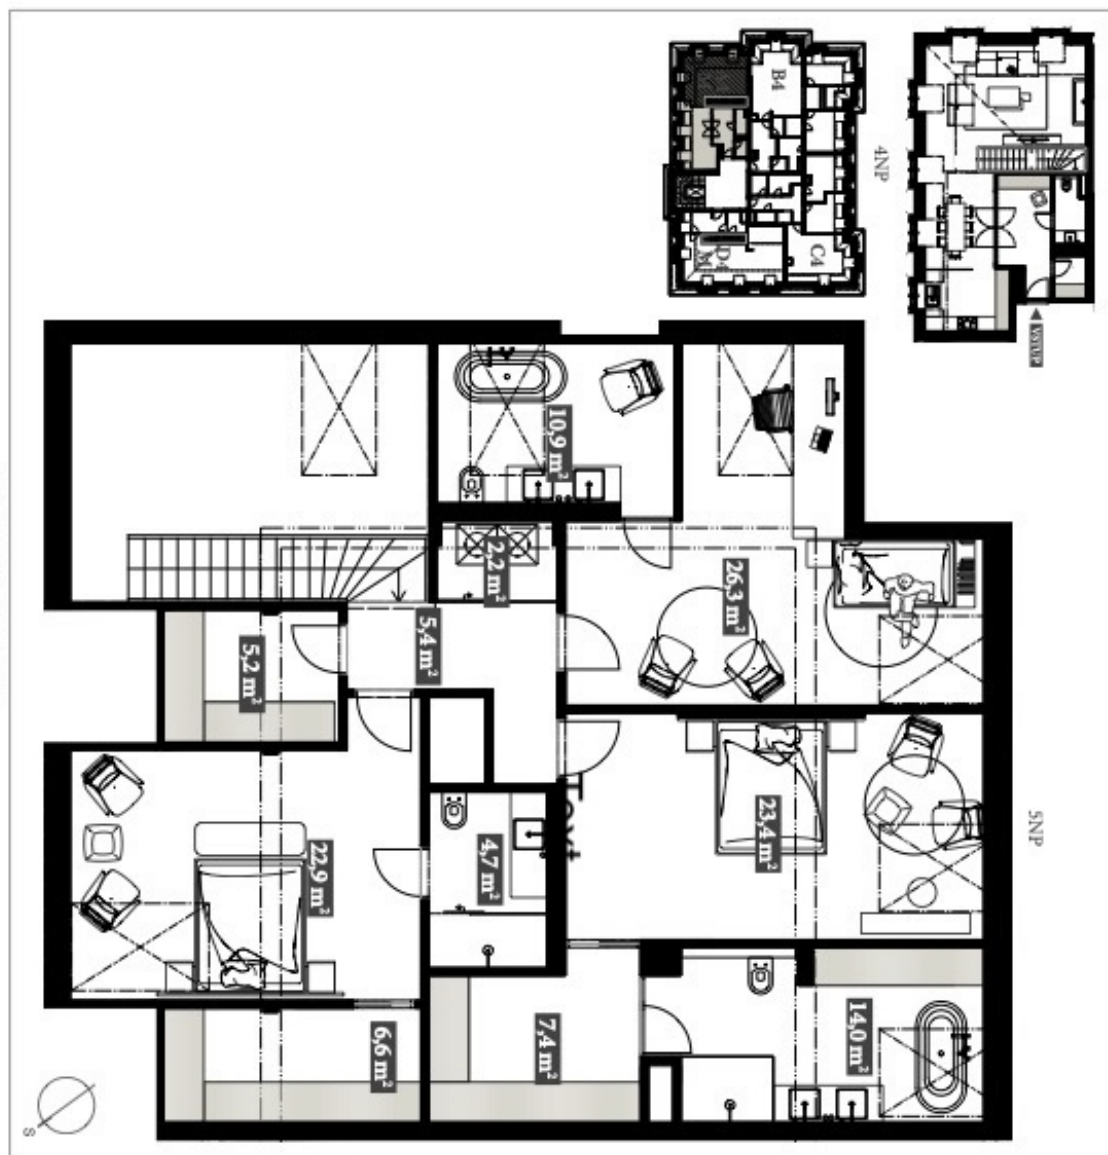 B4
4NP
C4
D4
M
VSTUP
10,9 m²
2,2 m²
26,3 m²
5,4 m²
5,2 m²
23,4 m²
5NP
Text
4,7 m²
22,9 m²
14,0 m²
7,4 m²
6,6 m²
S